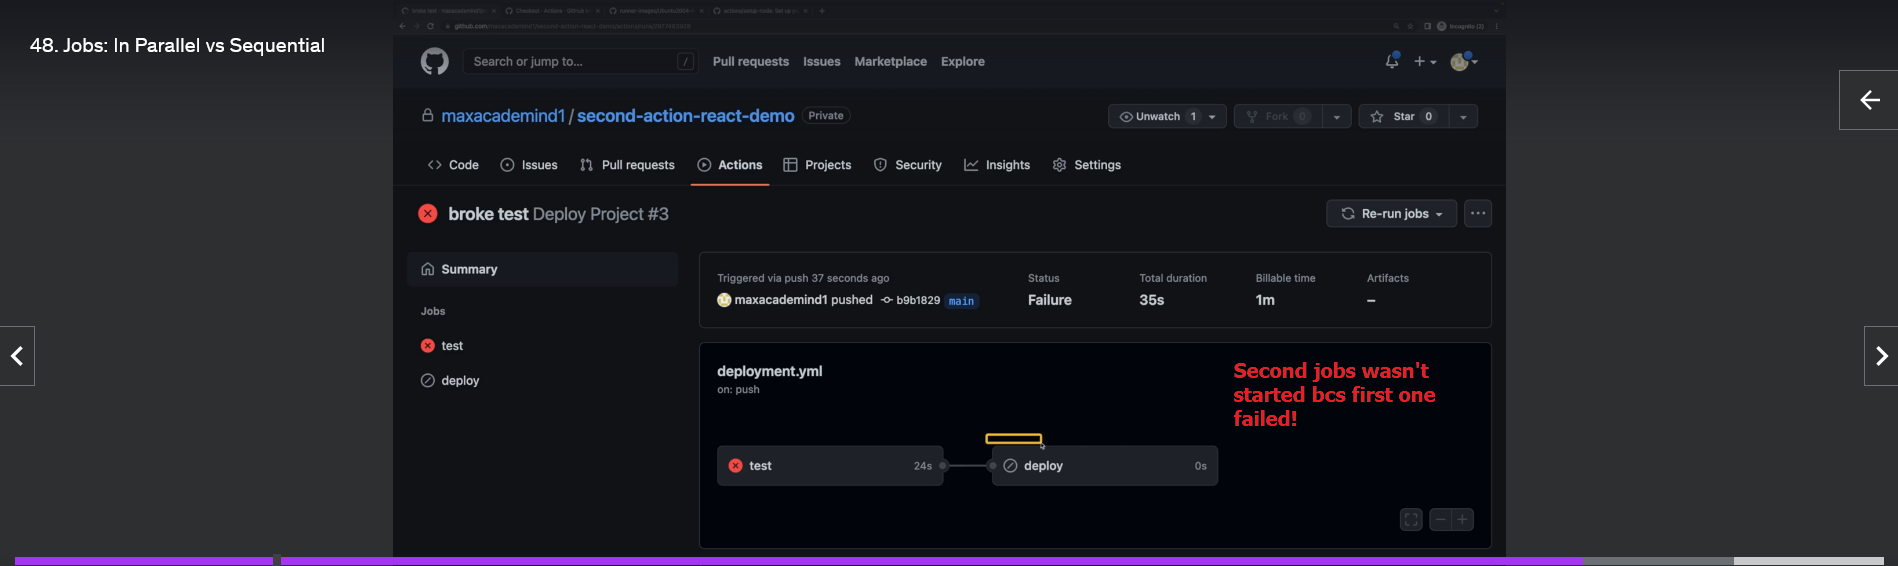 48. Jobs: In Parallel vs Sequential
Search or jump to...
/
Pull requests
Issues
Marketplace
Explore
maxacademind1 / second-action-react-demo
Private
Unwatch 1
Fork 0
Star 0
Code
Issues
Pull requests
Actions
Projects
Security
Insights
Settings
broke test Deploy Project #3
Re-run jobs
Summary
Jobs
test
deploy
Triggered via push 37 seconds ago
maxacademind1 pushed b9b1829 main
Status
Failure
Total duration
35s
Billable time
1m
Artifacts
–
deployment.yml
on: push
Second jobs wasn't
started bcs first one
failed!
test 24s
deploy 0s